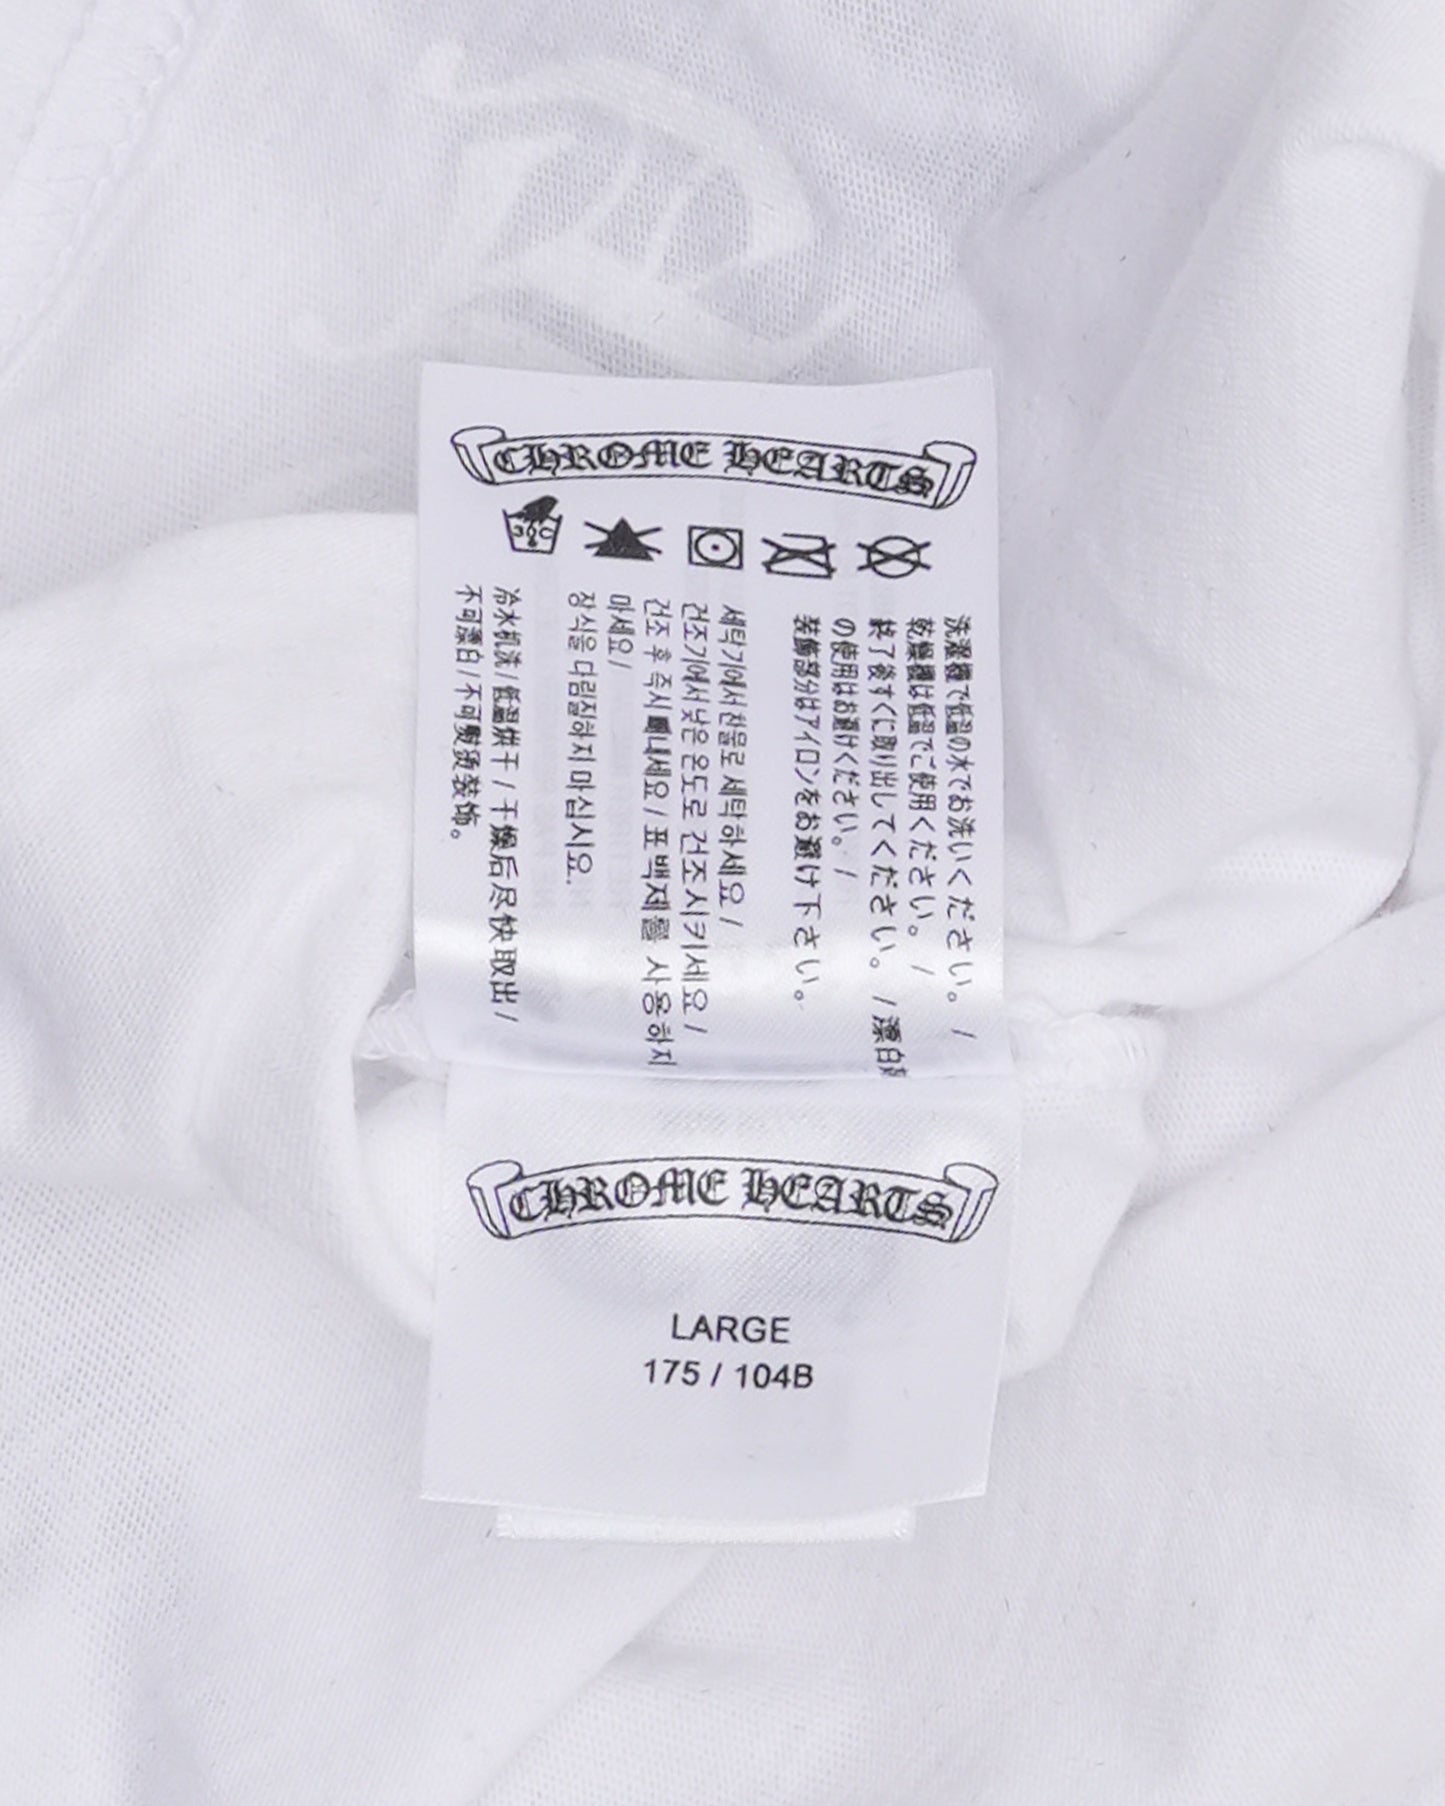 CHROME HEARTS
30C
洗濯機で低温の水でお洗いください。 /
乾燥機は低温でご使用ください。 /
終了後すぐに取り出してください。 / 漂白剤
の使用はお避けください。 /
装飾部分はアイロンをお避け下さい。
세탁기에서 찬물로 세탁하세요 /
건조기에서 낮은 온도로 건조시키세요 /
건조 후 즉시 빼내세요 / 표백제를 사용하지
마세요 /
장식을 다림질하지 마십시요.
冷水机洗 / 低温烘干 / 干燥后尽快取出 /
不可漂白 / 不可熨烫装饰。
CHROME HEARTS
LARGE
175 / 104B